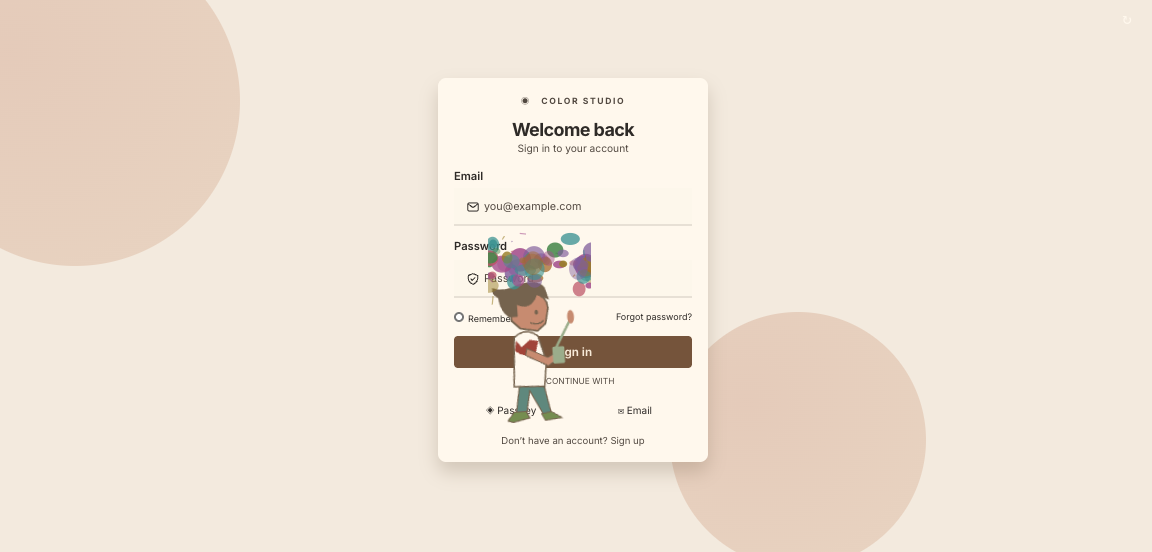 COLOR STUDIO
Welcome back
Sign in to your account
Email
you@example.com
Password
Forgot password?
CONTINUE WITH
Email
Don't have an account? Sign up